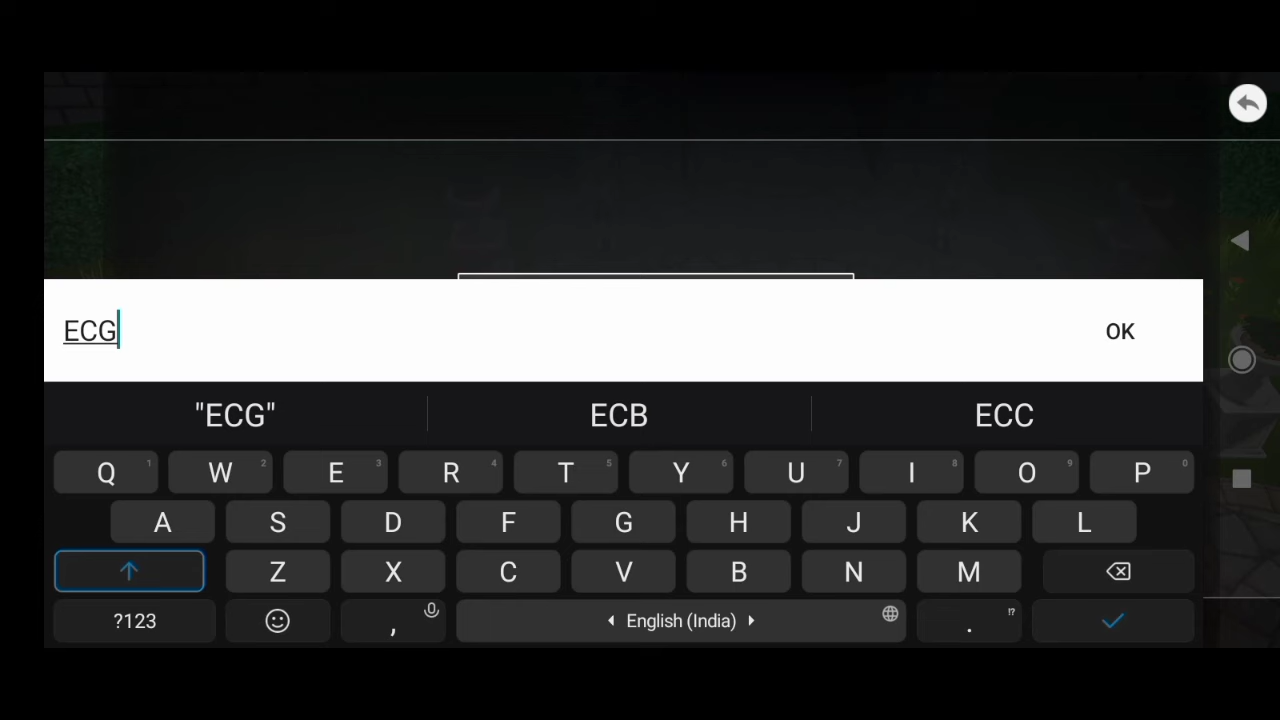 ECG
OK
"ECG" ECB ECC
Q 1 W 2 E 3 R 4 T 5 Y 6 U 7 I 8 O 9 P 0
A S D F G H J K L
Z X C V B N M
?123 , English (India) . !?